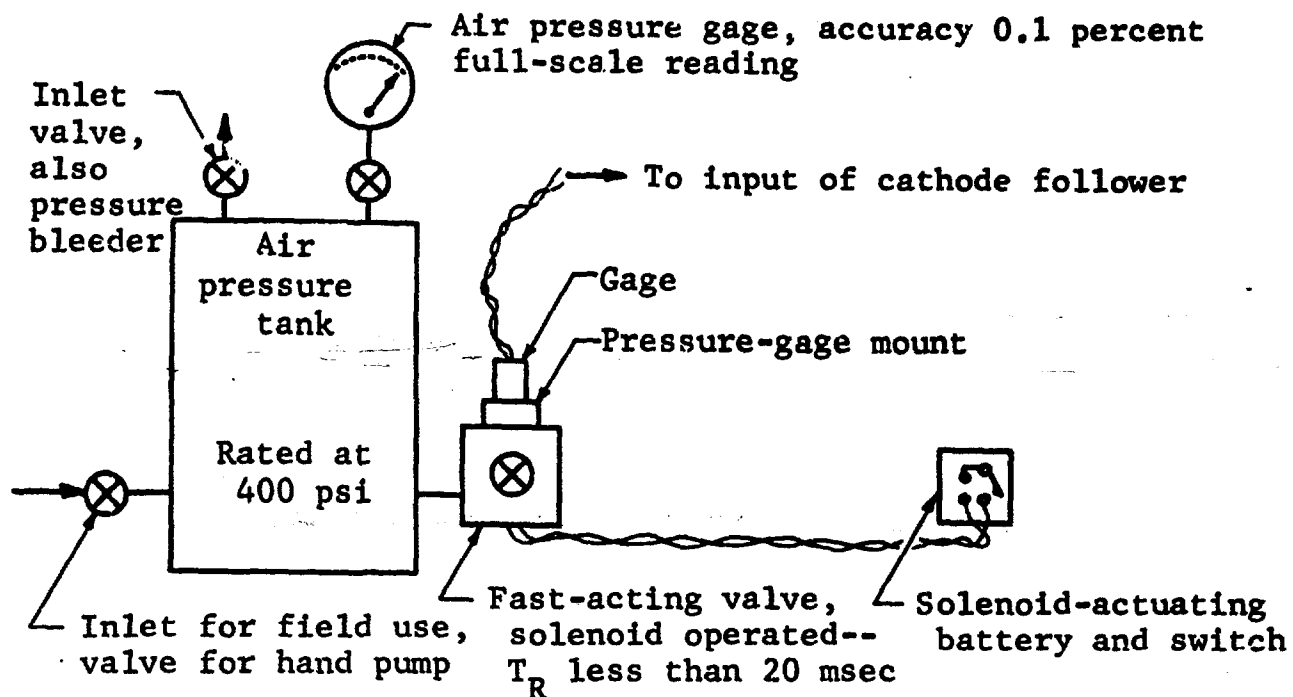 Air pressure gage, accuracy 0.1 percent
full-scale reading
Inlet
valve,
also
pressure
bleeder
To input of cathode follower
Air
pressure
tank
Gage
Pressure-gage mount
Rated at
400 psi
Inlet for field use,
valve for hand pump
Fast-acting valve,
solenoid operated--
T_R less than 20 msec
Solenoid-actuating
battery and switch